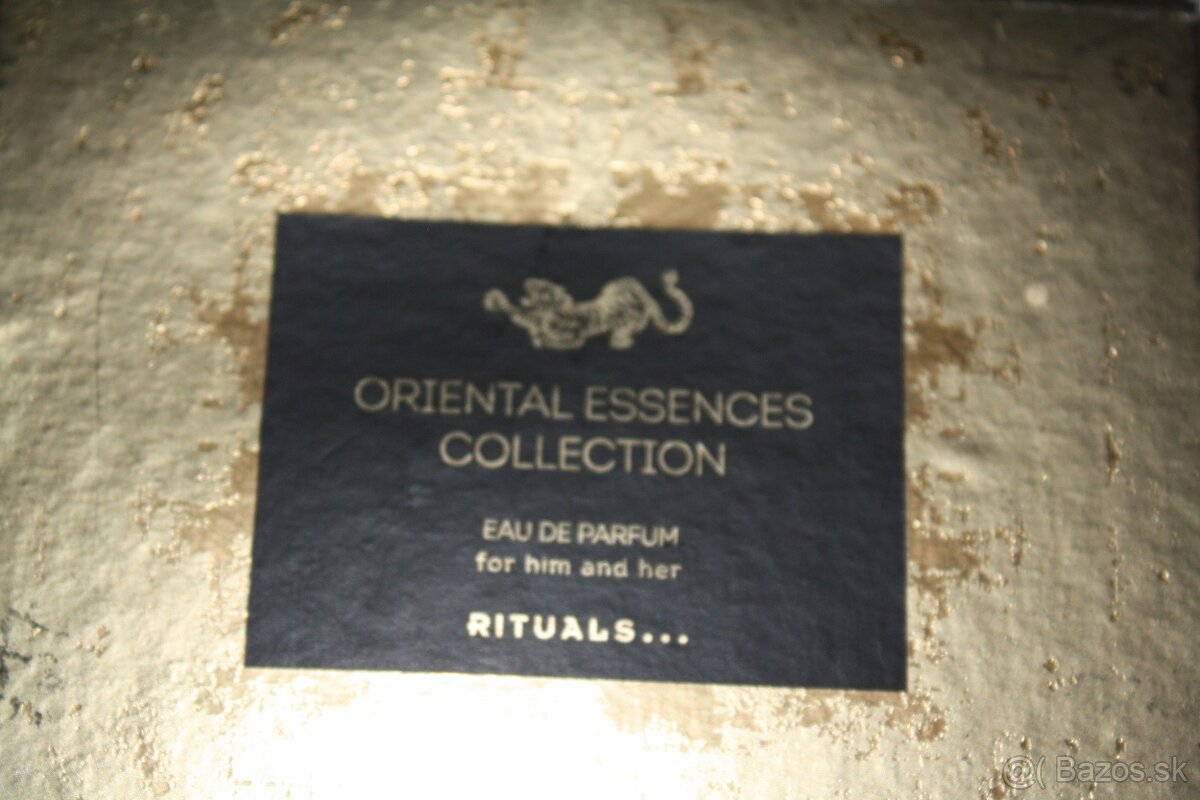 ORIENTAL ESSENCES
COLLECTION
EAU DE PARFUM
for him and her
RITUALS...
@( Bazos.sk